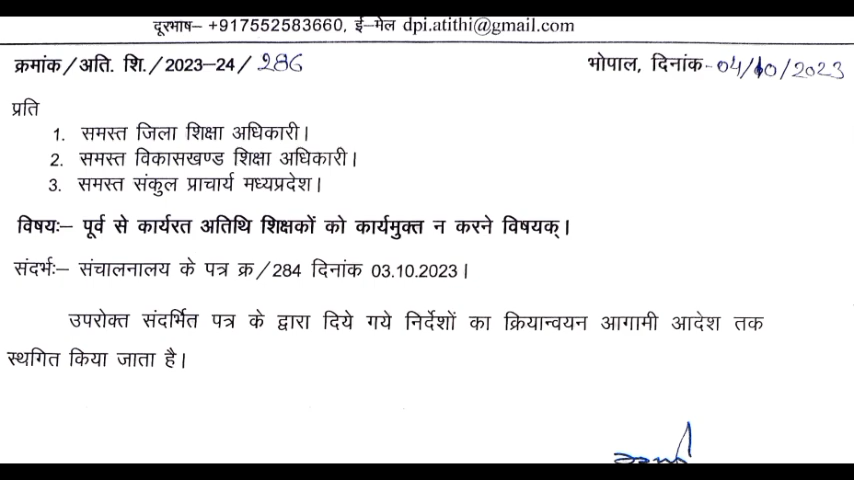 दूरभाष– +917552583660, ई–मेल dpi.atithi@gmail.com
क्रमांक/अति. शि./2023–24/286 भोपाल, दिनांक-04/10/2023
प्रति
1. समस्त जिला शिक्षा अधिकारी।
2. समस्त विकासखण्ड शिक्षा अधिकारी।
3. समस्त संकुल प्राचार्य मध्यप्रदेश।
विषयः– पूर्व से कार्यरत अतिथि शिक्षकों को कार्यमुक्त न करने विषयक्।
संदर्भः– संचालनालय के पत्र क्र/284 दिनांक 03.10.2023।
उपरोक्त संदर्भित पत्र के द्वारा दिये गये निर्देशों का क्रियान्वयन आगामी आदेश तक
स्थगित किया जाता है।